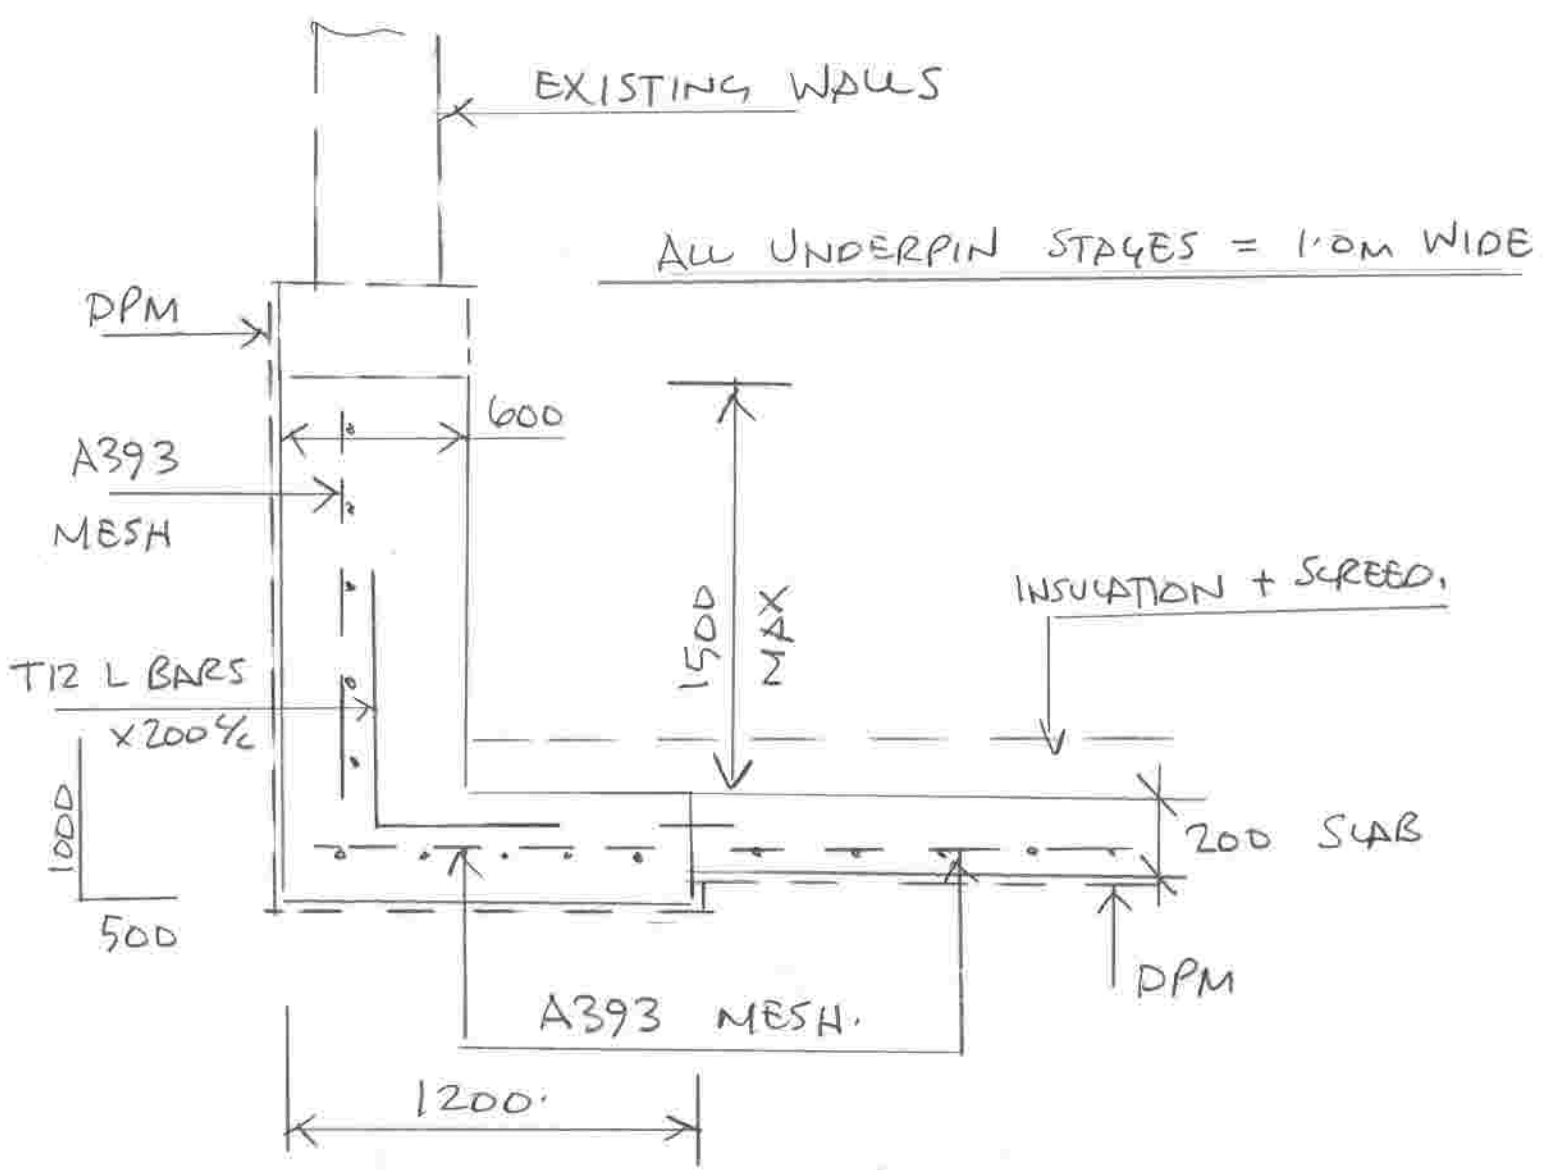 EXISTING WALLS
ALL UNDERPIN STAGES = 1.0M WIDE
DPM
600
A393
MESH
1500
MAX
INSULATION + SCREED.
T12 L BARS
x200 c/c
1000
500
200 SLAB
DPM
A393 MESH.
1200.